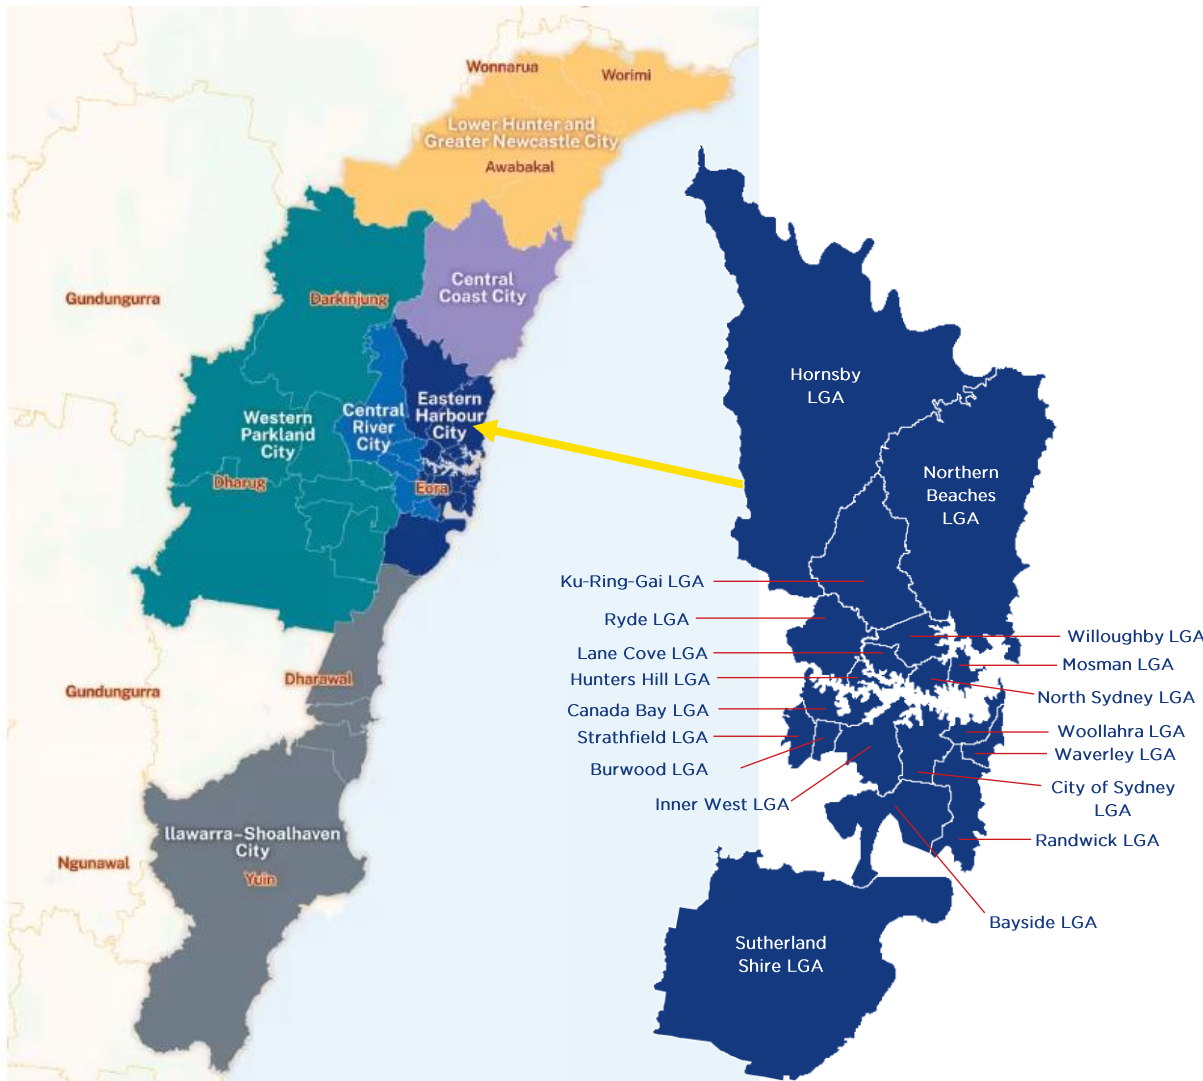 Wonnarua
Worimi
Lower Hunter and
Greater Newcastle City
Awabakal
Central
Coast City
Gundungurra
Darkinjung
Western
Parkland
City
Central
River
City
Eastern
Harbour
City
Dharug
Eora
Dharawal
Gundungurra
llawarra–Shoalhaven
City
Ngunawal
Yuin
Hornsby
LGA
Northern
Beaches
LGA
Ku-Ring-Gai LGA
Ryde LGA
Lane Cove LGA
Hunters Hill LGA
Canada Bay LGA
Strathfield LGA
Burwood LGA
Inner West LGA
Willoughby LGA
Mosman LGA
North Sydney LGA
Woollahra LGA
Waverley LGA
City of Sydney
LGA
Randwick LGA
Bayside LGA
Sutherland
Shire LGA